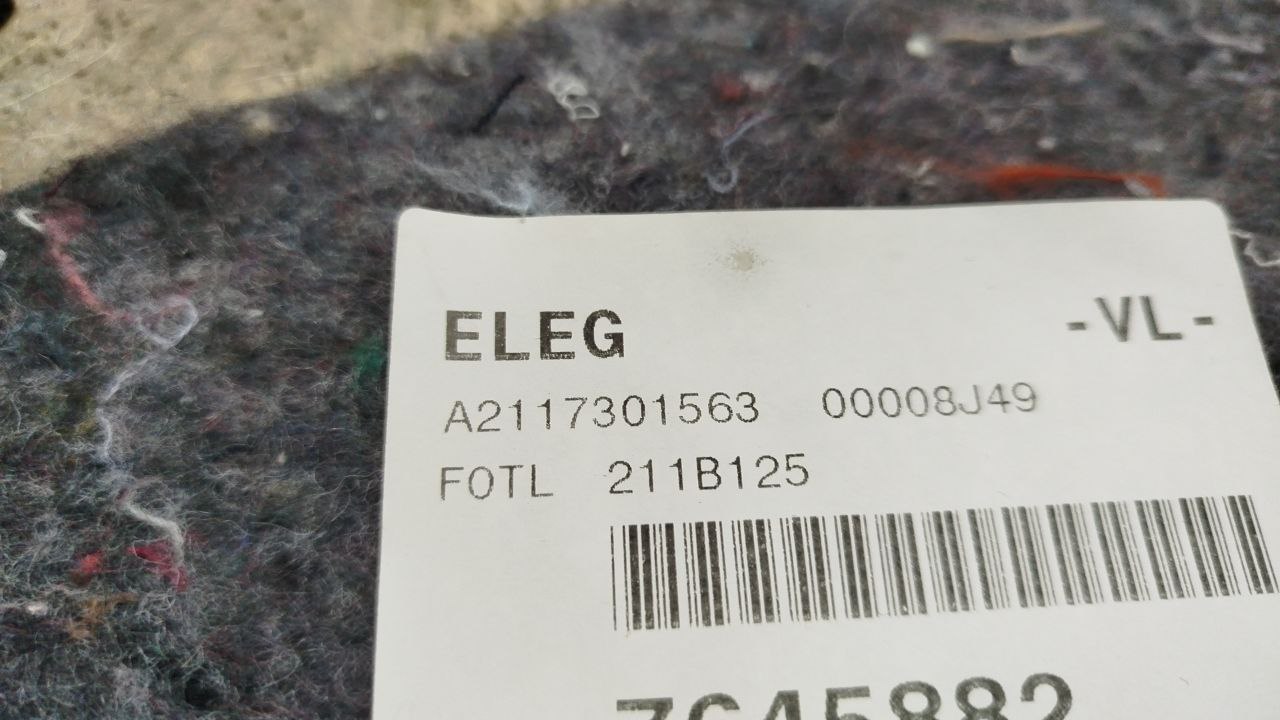 ELEG -VL-
A2117301563 00008J49
FOTL 211B125